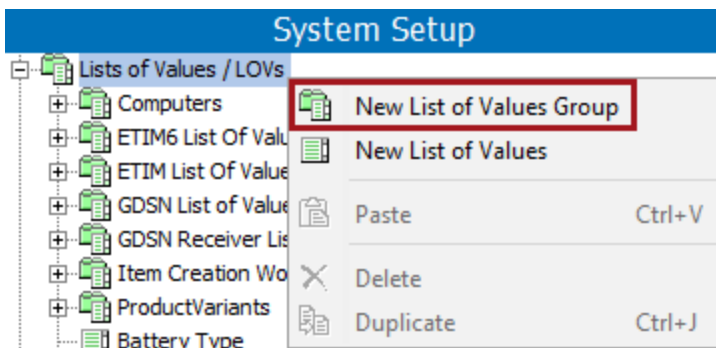 System Setup
Lists of Values / LOVs
Computers
New List of Values Group
ETIM6 List Of Valu
New List of Values
ETIM List Of Value
GDSN List of Value
Paste Ctrl+V
GDSN Receiver Lis
Item Creation Wo
Delete
ProductVariants
Duplicate Ctrl+J
Battery Type